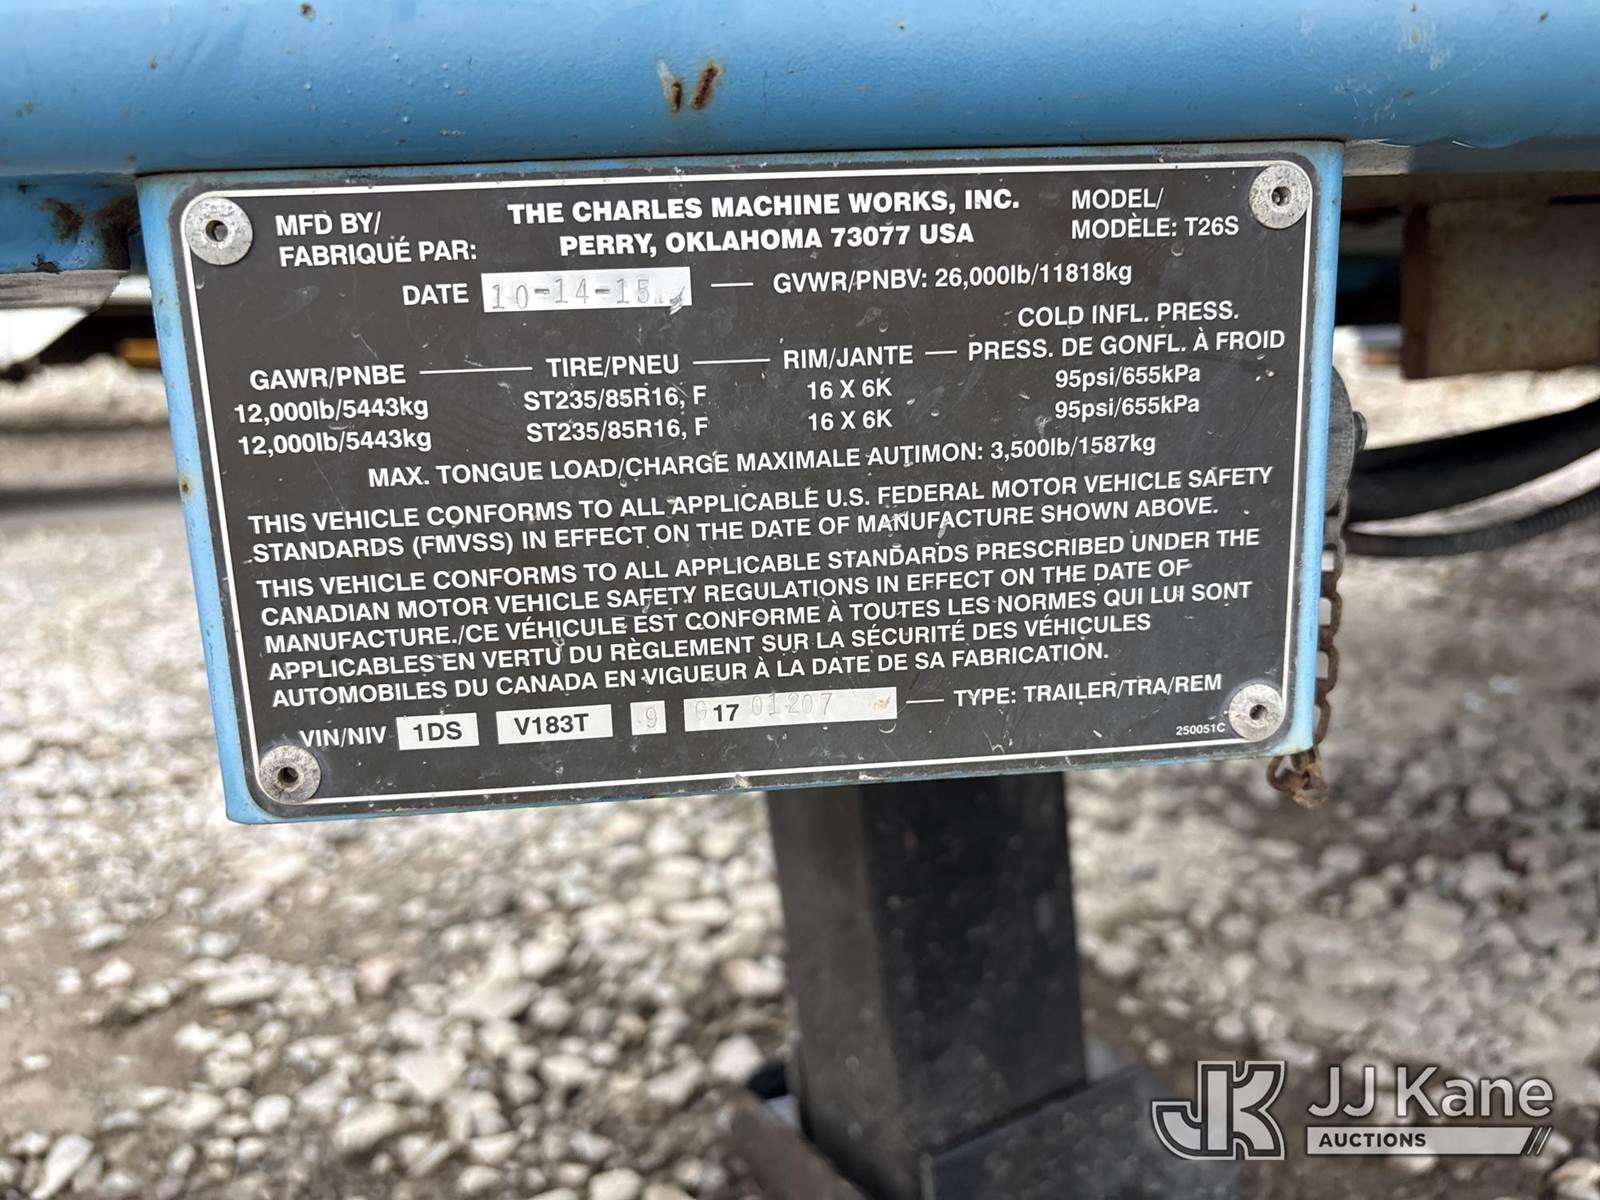 MFD BY/ THE CHARLES MACHINE WORKS, INC. MODEL/
FABRIQUÉ PAR: PERRY, OKLAHOMA 73077 USA MODÈLE: T26S
DATE 10-14-15 — GVWR/PNBV: 26,000lb/11818kg
COLD INFL. PRESS.
GAWR/PNBE — TIRE/PNEU — RIM/JANTE — PRESS. DE GONFL. À FROID
12,000lb/5443kg ST235/85R16, F 16 X 6K 95psi/655kPa
12,000lb/5443kg ST235/85R16, F 16 X 6K 95psi/655kPa
MAX. TONGUE LOAD/CHARGE MAXIMALE AUTIMON: 3,500lb/1587kg
THIS VEHICLE CONFORMS TO ALL APPLICABLE U.S. FEDERAL MOTOR VEHICLE SAFETY
STANDARDS (FMVSS) IN EFFECT ON THE DATE OF MANUFACTURE SHOWN ABOVE.
THIS VEHICLE CONFORMS TO ALL APPLICABLE STANDARDS PRESCRIBED UNDER THE
CANADIAN MOTOR VEHICLE SAFETY REGULATIONS IN EFFECT ON THE DATE OF
MANUFACTURE./CE VÉHICULE EST CONFORME À TOUTES LES NORMES QUI LUI SONT
APPLICABLES EN VERTU DU RÈGLEMENT SUR LA SÉCURITÉ DES VÉHICULES
AUTOMOBILES DU CANADA EN VIGUEUR À LA DATE DE SA FABRICATION.
VIN/NIV 1DS V183T 9 G 17 01207 — TYPE: TRAILER/TRA/REM
250051C
JK JJ Kane
AUCTIONS